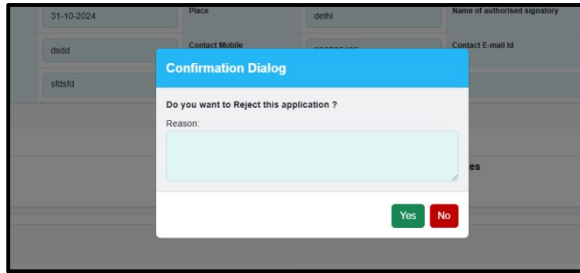 31-10-2024 Place delhi Name of authorised signatory
dsdd Contact Mobile Contact E-mail Id
Confirmation Dialog
sfdsfd
Do you want to Reject this application ?
Reason:
es
Yes No